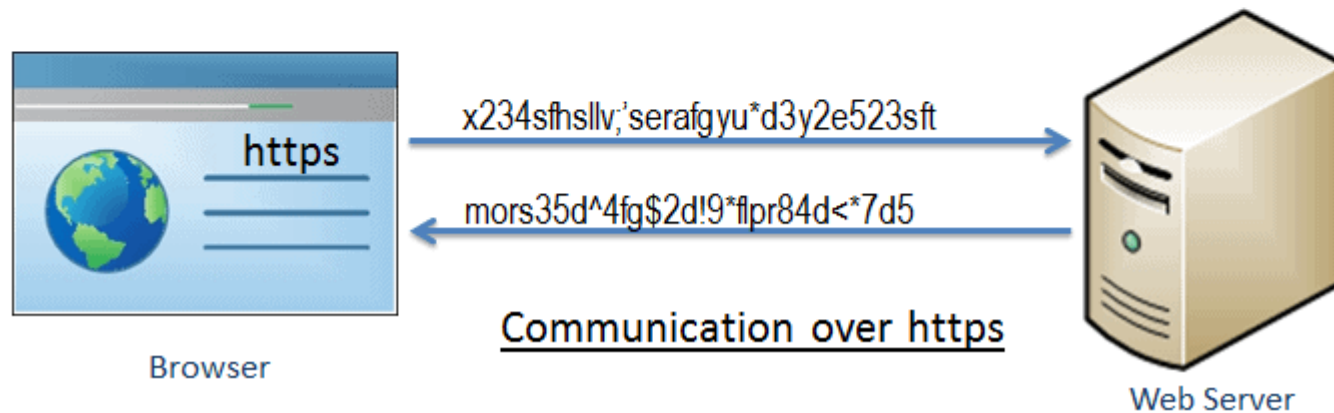 x234sfhsllv;'serafgyu*d3y2e523sft
https
mors35d^4fg$2d!9*flpr84d<*7d5
Communication over https
Browser
Web Server